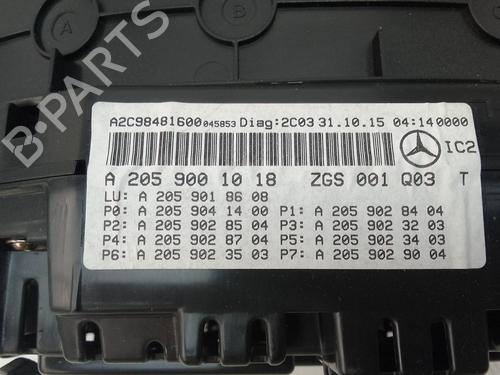 A
C
A2C98481600 045853 Diag:2C03 31.10.15 04:14 0000
IC2
A 205 900 10 18 ZGS 001 Q03 T
LU: A 205 901 86 08
P0: A 205 904 14 00 P1: A 205 902 84 04
P2: A 205 902 85 04 P3: A 205 902 32 03
P4: A 205 902 87 04 P5: A 205 902 34 03
P6: A 205 902 35 03 P7: A 205 902 90 04